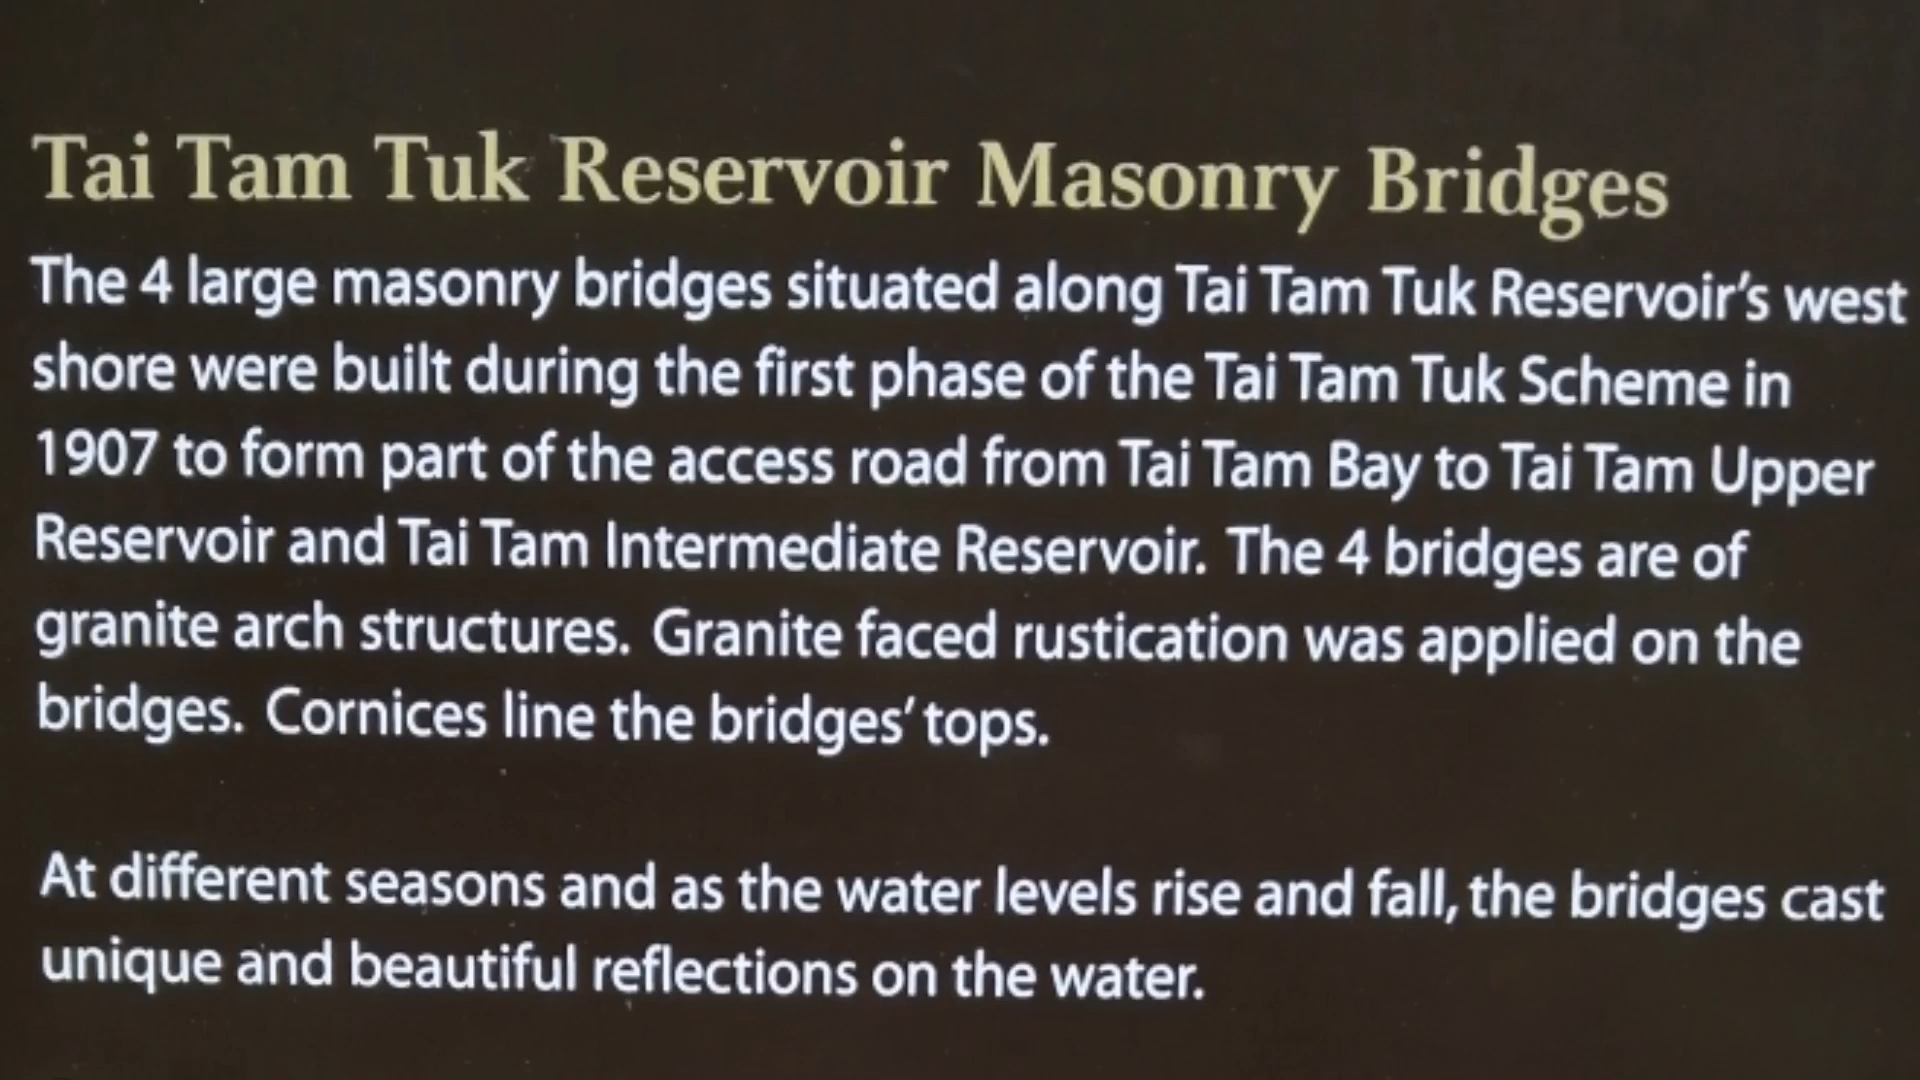 Tai Tam Tuk Reservoir Masonry Bridges
The 4 large masonry bridges situated along Tai Tam Tuk Reservoir's west
shore were built during the first phase of the Tai Tam Tuk Scheme in
1907 to form part of the access road from Tai Tam Bay to Tai Tam Upper
Reservoir and Tai Tam Intermediate Reservoir. The 4 bridges are of
granite arch structures. Granite faced rustication was applied on the
bridges. Cornices line the bridges' tops.
At different seasons and as the water levels rise and fall, the bridges cast
unique and beautiful reflections on the water.